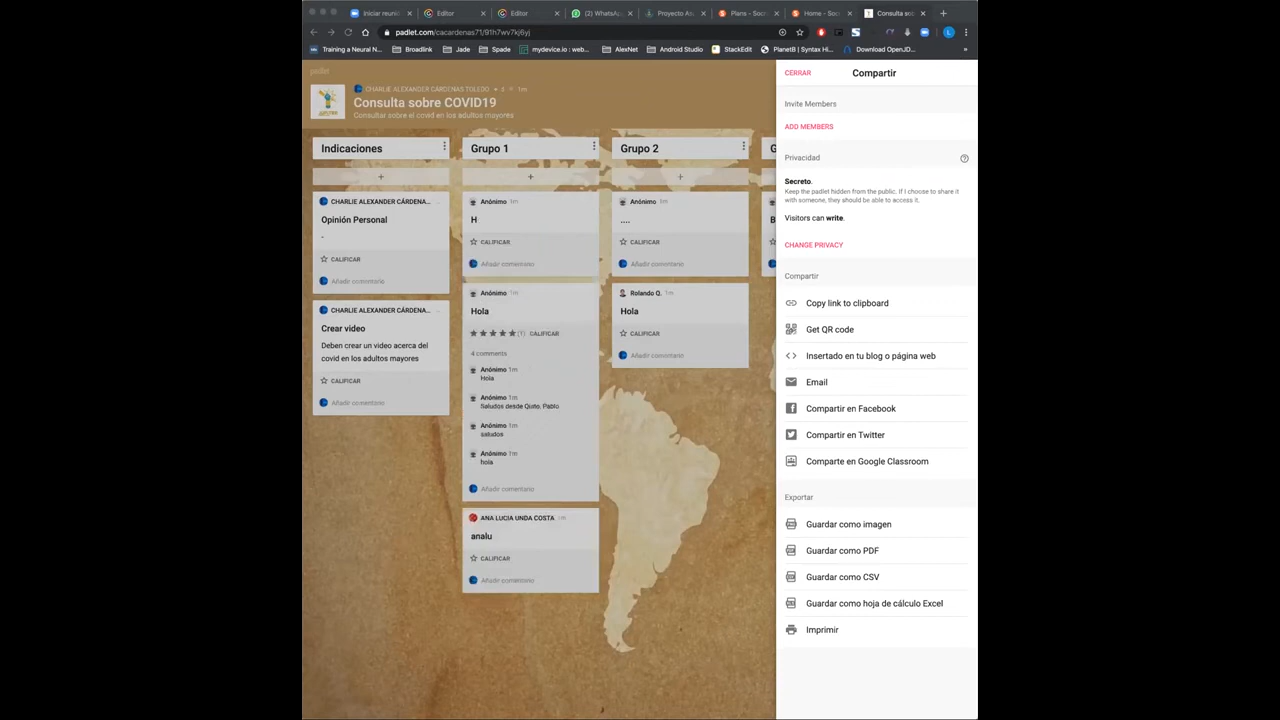 Iniciar reunió
Editor
Editor
(2) WhatsA
Proyecto Asi
Plans - Socr
Home - Socr
Consulta sob
padlet.com/cacardenas71/91h7wv7kj6yj
L
Training a Neural N...
Broadlink
Jade
Spade
mydevice.io : web...
AlexNet
Android Studio
StackEdit
PlanetB | Syntax Hi...
Download OpenJD...
»
padlet
CHARLIE ALEXANDER CÁRDENAS TOLEDO
1m
Consulta sobre COVID19
Consultar sobre el covid en los adultos mayores
Indicaciones
+
CHARLIE ALEXANDER CÁRDENA...
Opinión Personal
-
CALIFICAR
Añadir comentario
CHARLIE ALEXANDER CÁRDENA...
Crear video
Deben crear un video acerca del
covid en los adultos mayores
CALIFICAR
Añadir comentario
Grupo 1
+
Anónimo 1m
H
CALIFICAR
Añadir comentario
Anónimo 1m
Hola
(1) CALIFICAR
4 comments
Anónimo 1m
Hola
Anónimo 1m
Saludos desde Quito, Pablo
Anónimo 1m
saludos
Anónimo 1m
hola
Añadir comentario
ANA LUCIA UNDA COSTA 1m
analu
CALIFICAR
Añadir comentario
Grupo 2
+
Anónimo 1m
....
CALIFICAR
Añadir comentario
Rolando Q. 1m
Hola
CALIFICAR
Añadir comentario
G
B
CERRAR
Compartir
Invite Members
ADD MEMBERS
Privacidad
Secreto.
Keep the padlet hidden from the public. If I choose to share it
with someone, they should be able to access it.
Visitors can write.
CHANGE PRIVACY
Compartir
Copy link to clipboard
Get QR code
Insertado en tu blog o página web
Email
Compartir en Facebook
Compartir en Twitter
Comparte en Google Classroom
Exportar
Guardar como imagen
Guardar como PDF
Guardar como CSV
Guardar como hoja de cálculo Excel
Imprimir